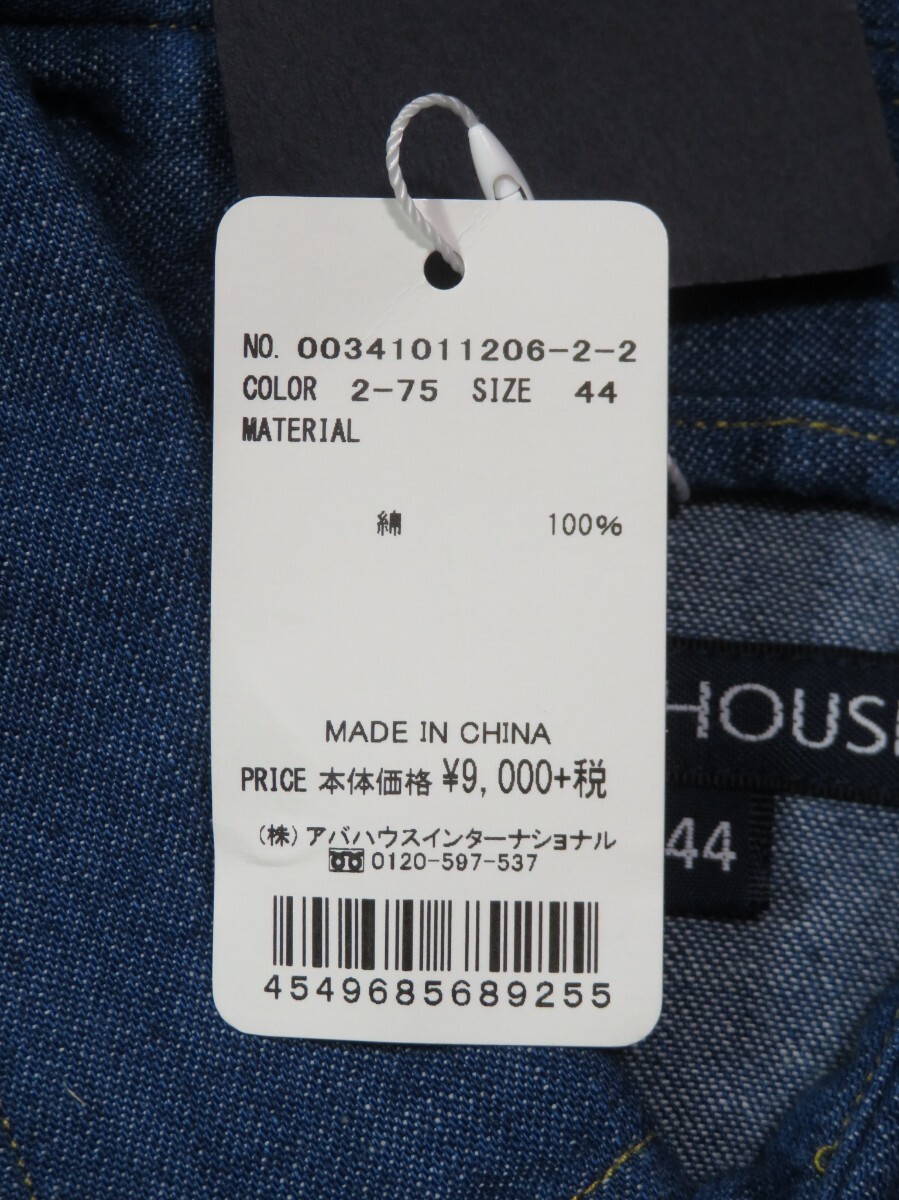 NO. 00341011206-2-2
COLOR 2-75 SIZE 44
MATERIAL
綿 100%
MADE IN CHINA
PRICE 本体価格 ¥9,000+税
(株)アバハウスインターナショナル
0120-597-537
4549685689255
HOUSE
44